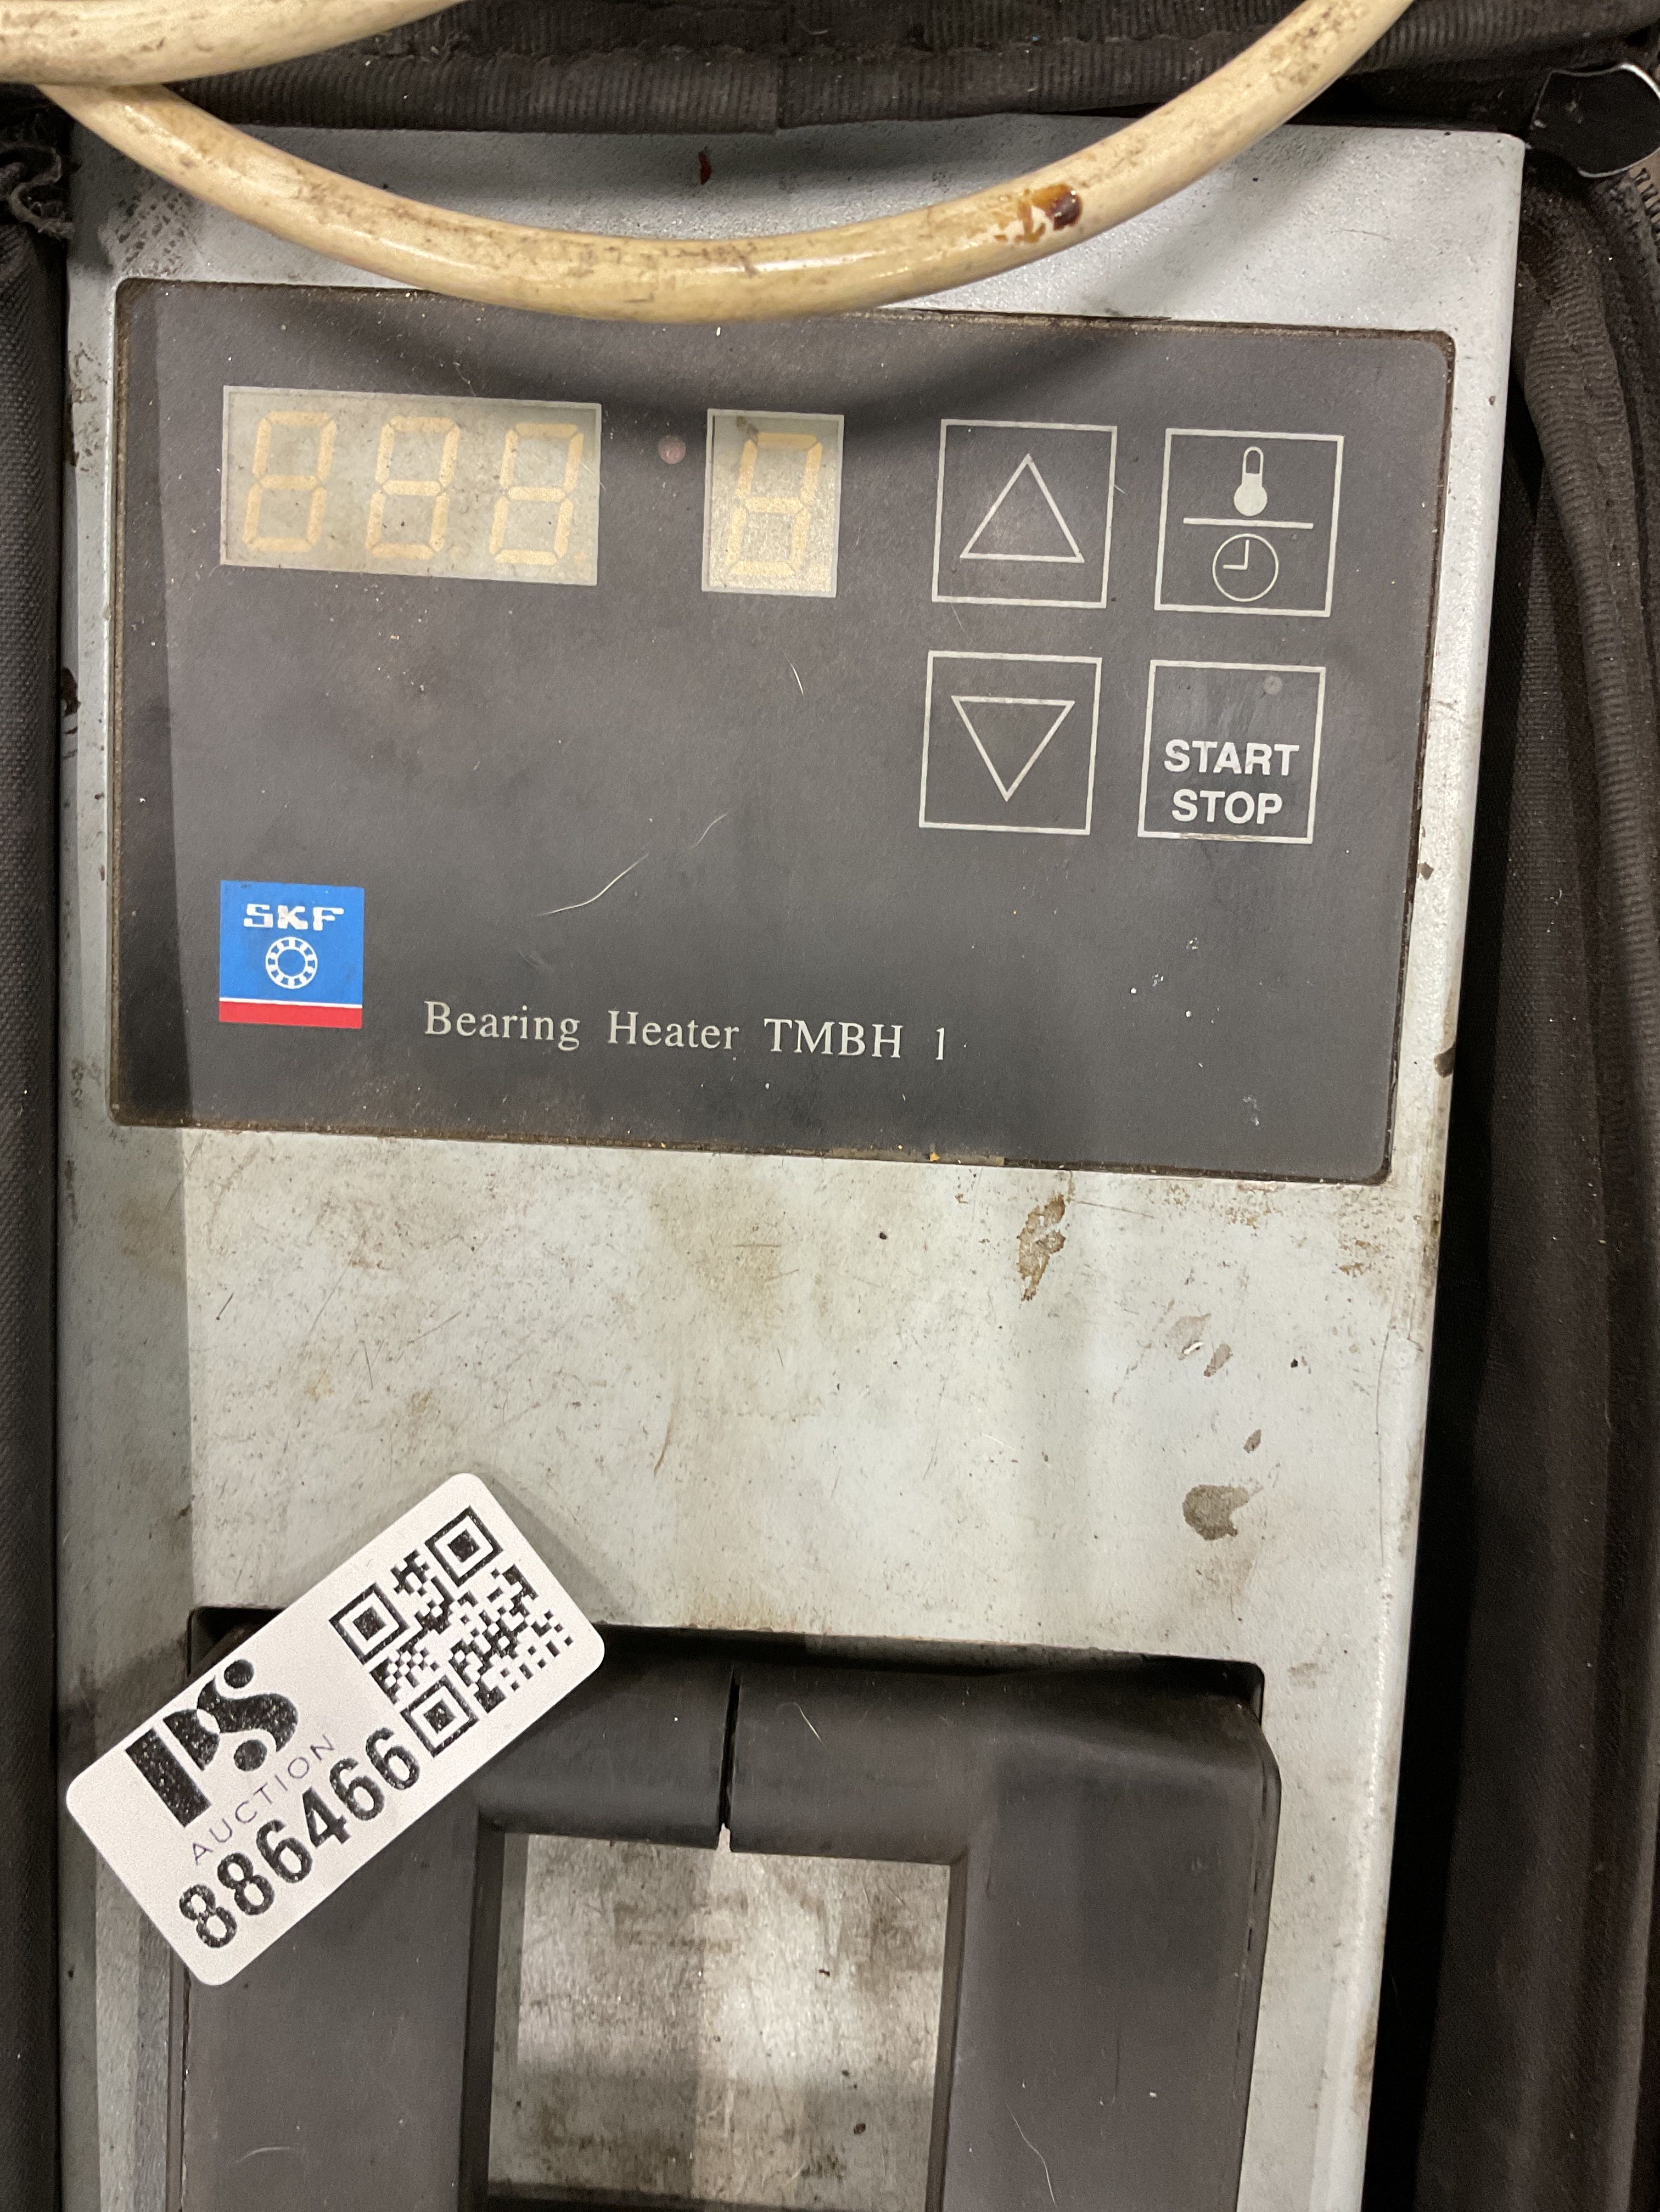 START
STOP
SKF
Bearing Heater TMBH 1
PS
AUCTION
886466